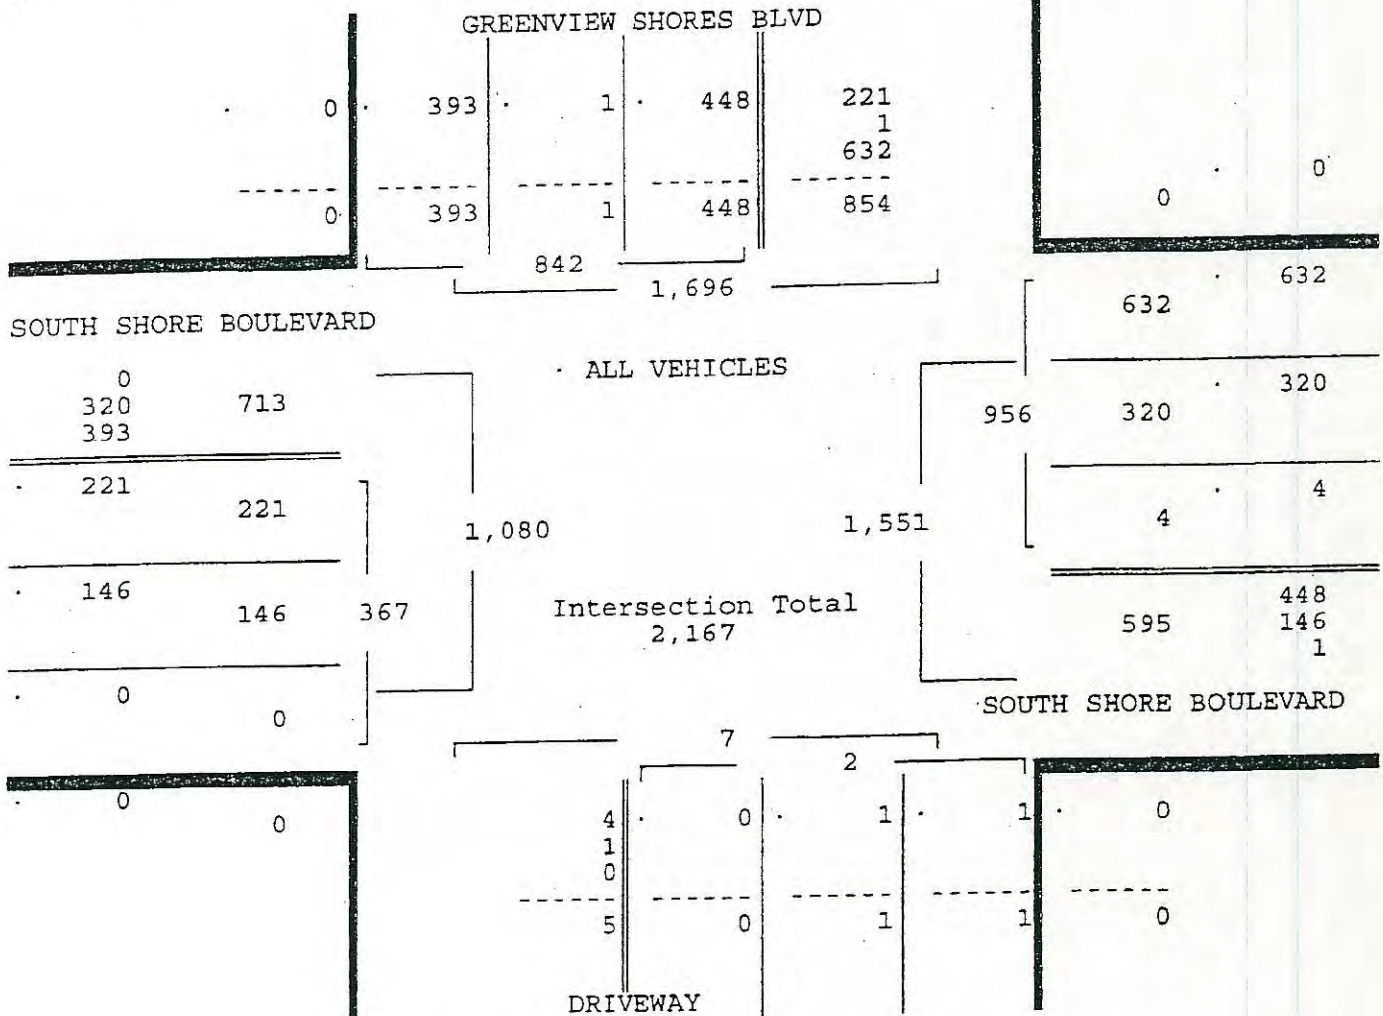 GREENVIEW SHORES BLVD
0 393 1 448 221
1
632
0
0
0 393 1 448 854
842
1,696
632
632
SOUTH SHORE BOULEVARD
ALL VEHICLES
0
320 713
393
956 320 320
221
221
4
4
1,080 1,551
146
146 367
Intersection Total
2,167
448
595 146
1
0
0
SOUTH SHORE BOULEVARD
7
2
0
0
4 0 1 1 0
1
0
5 0 1 1 0
DRIVEWAY